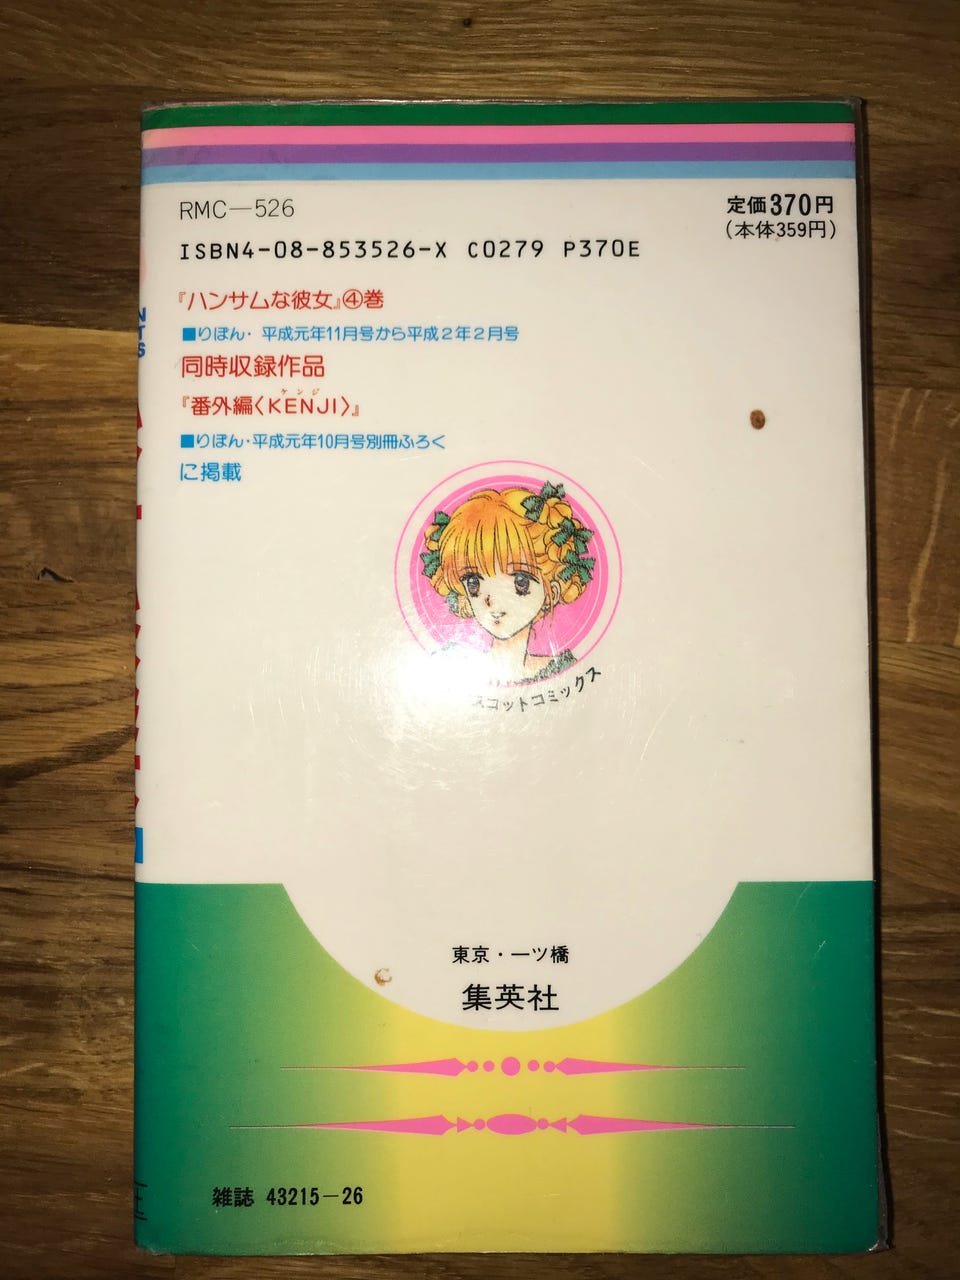 RMC—526
定価370円
(本体359円)
ISBN4-08-853526-X C0279 P370E
『ハンサムな彼女』④巻
■りぼん・平成元年11月号から平成2年2月号
同時収録作品
ケンジ
『番外編〈KENJI〉』
■りぼん・平成元年10月号別冊ふろく
に掲載
スコットコミックス
東京・一ツ橋
集英社
雑誌 43215-26